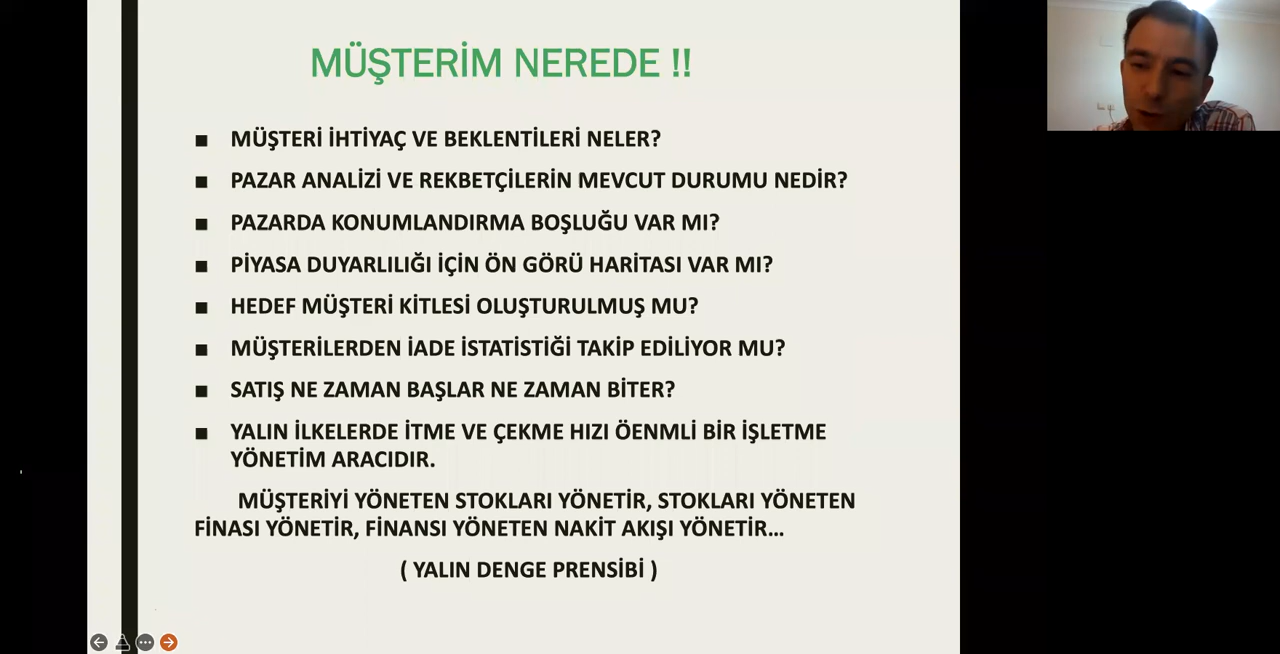 MÜŞTERİM NEREDE !!
MÜŞTERİ İHTİYAÇ VE BEKLENTİLERİ NELER?
PAZAR ANALİZİ VE REKBETÇİLERİN MEVCUT DURUMU NEDİR?
PAZARDA KONUMLANDIRMA BOŞLUĞU VAR MI?
PİYASA DUYARLILIĞI İÇİN ÖN GÖRÜ HARİTASI VAR MI?
HEDEF MÜŞTERİ KİTLESİ OLUŞTURULMUŞ MU?
MÜŞTERİLERDEN İADE İSTATİSTİĞİ TAKİP EDİLİYOR MU?
SATIŞ NE ZAMAN BAŞLAR NE ZAMAN BİTER?
YALIN İLKELERDE İTME VE ÇEKME HIZI ÖENMLİ BİR İŞLETME
YÖNETİM ARACIDIR.
MÜŞTERİYİ YÖNETEN STOKLARI YÖNETİR, STOKLARI YÖNETEN
FİNASI YÖNETİR, FİNANSI YÖNETEN NAKİT AKIŞI YÖNETİR...
( YALIN DENGE PRENSİBİ )